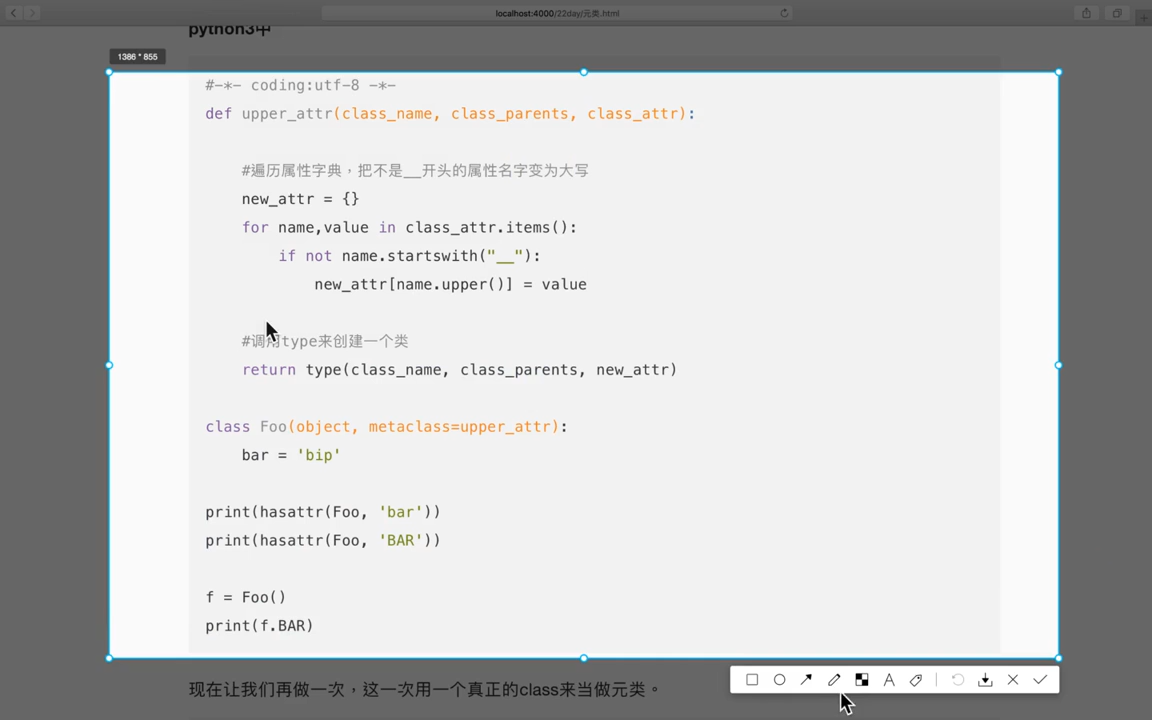 localhost:4000/22day/元类.html
python3中
1386 * 855
#-*- coding:utf-8 -*-
def upper_attr(class_name, class_parents, class_attr):
#遍历属性字典，把不是__开头的属性名字变为大写
new_attr = {}
for name,value in class_attr.items():
if not name.startswith("__"):
new_attr[name.upper()] = value
#调用type来创建一个类
return type(class_name, class_parents, new_attr)
class Foo(object, metaclass=upper_attr):
bar = 'bip'
print(hasattr(Foo, 'bar'))
print(hasattr(Foo, 'BAR'))
f = Foo()
print(f.BAR)
现在让我们再做一次，这一次用一个真正的class来当做元类。